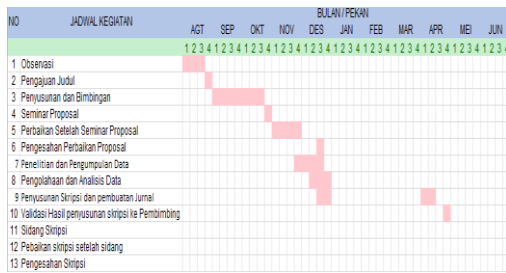 NO JADWAL KEGIATAN BULAN / PEKAN
AGT SEP OKT NOV DES JAN FEB MAR APR MEI JUN
1 2 3 4 1 2 3 4 1 2 3 4 1 2 3 4 1 2 3 4 1 2 3 4 1 2 3 4 1 2 3 4 1 2 3 4 1 2 3 4 1 2 3 4
1 Observasi
2 Pengajuan Judul
3 Penyusunan dan Bimbingan
4 Seminar Proposal
5 Perbaikan Setelah Seminar Proposal
6 Pengesahan Perbaikan Proposal
7 Penelitian dan Pengumpulan Data
8 Pengolahaan dan Analisis Data
9 Penyusunan Skripsi dan pembuatan Jurnal
10 Validasi Hasil penyusunan skripsi ke Pembimbing
11 Sidang Skripsi
12 Pebaikan skripsi setelah sidang
13 Pengesahan Skripsi